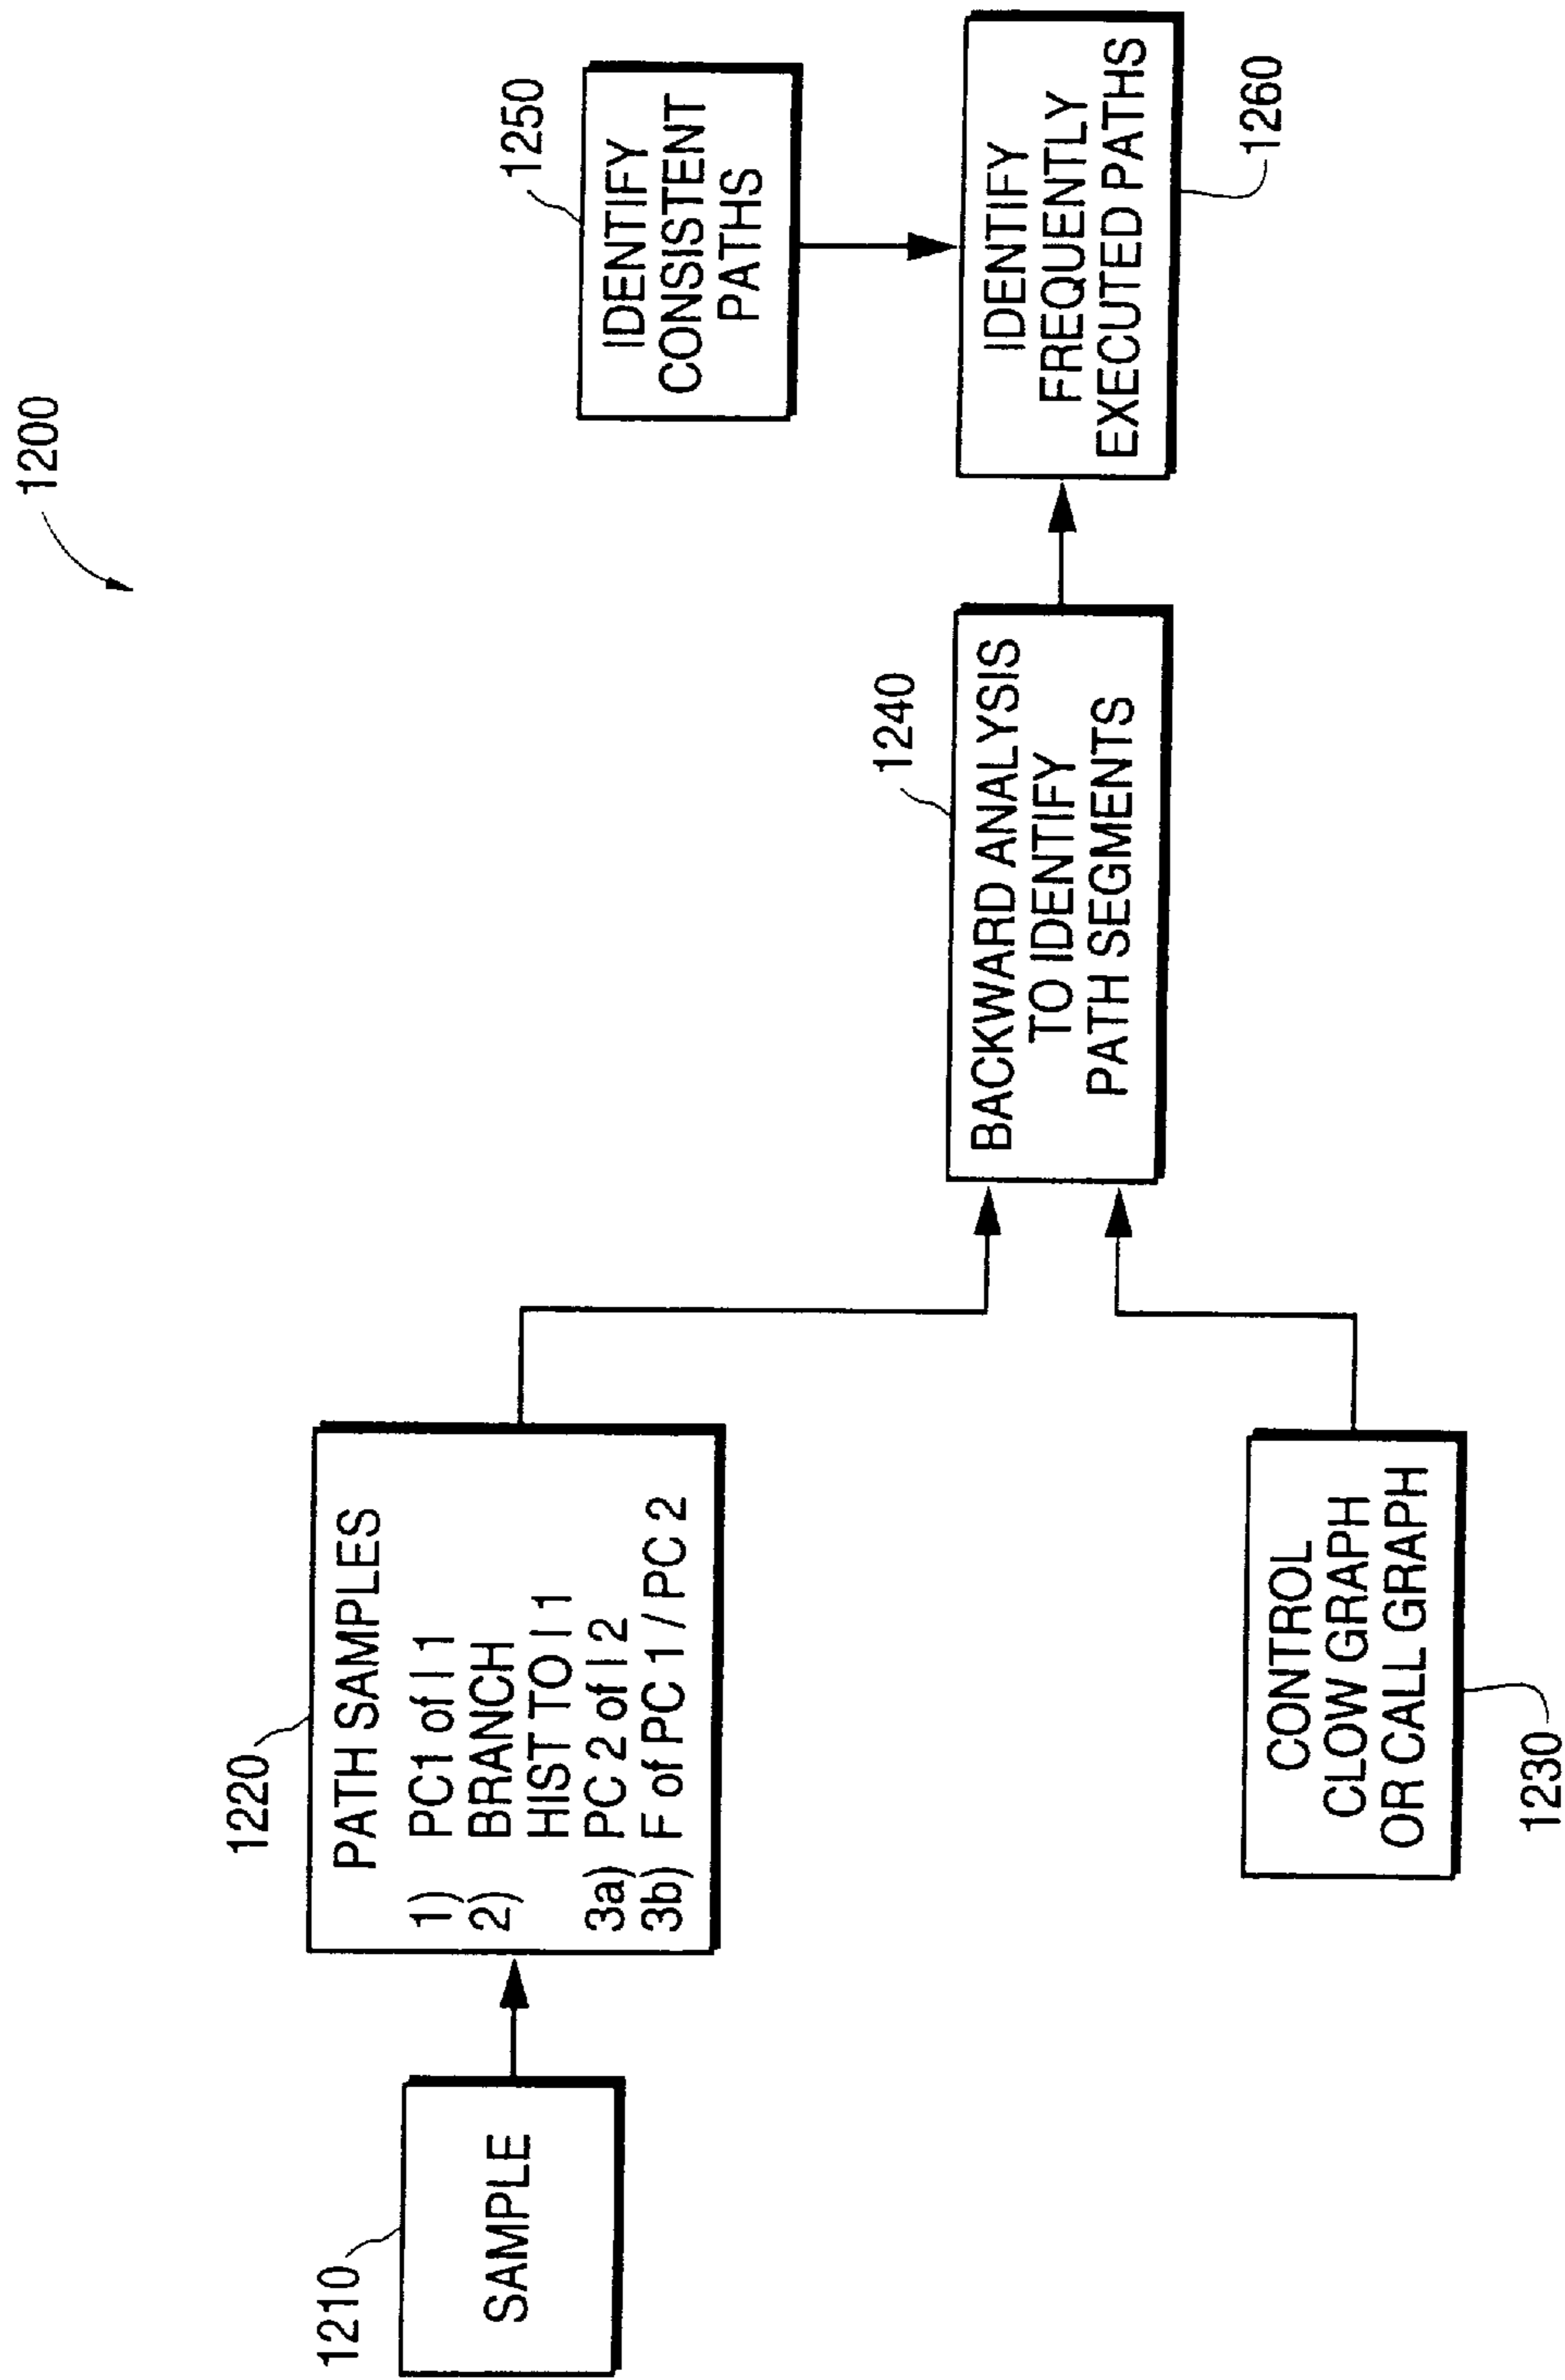 1200
1210
SAMPLE
1220
PATH SAMPLES
1) PC1 of I 1
2) BRANCH
HIST TO I 1
3a) PC 2 of I 2
3b) F of PC 1 / PC 2
1230
CONTROL
CLOW GRAPH
OR CALL GRAPH
1240
BACKWARD ANALYSIS
TO IDENTIFY
PATH SEGMENTS
1250
IDENTIFY
CONSISTENT
PATHS
IDENTIFY
FREQUENTLY
EXECUTED PATHS
1260